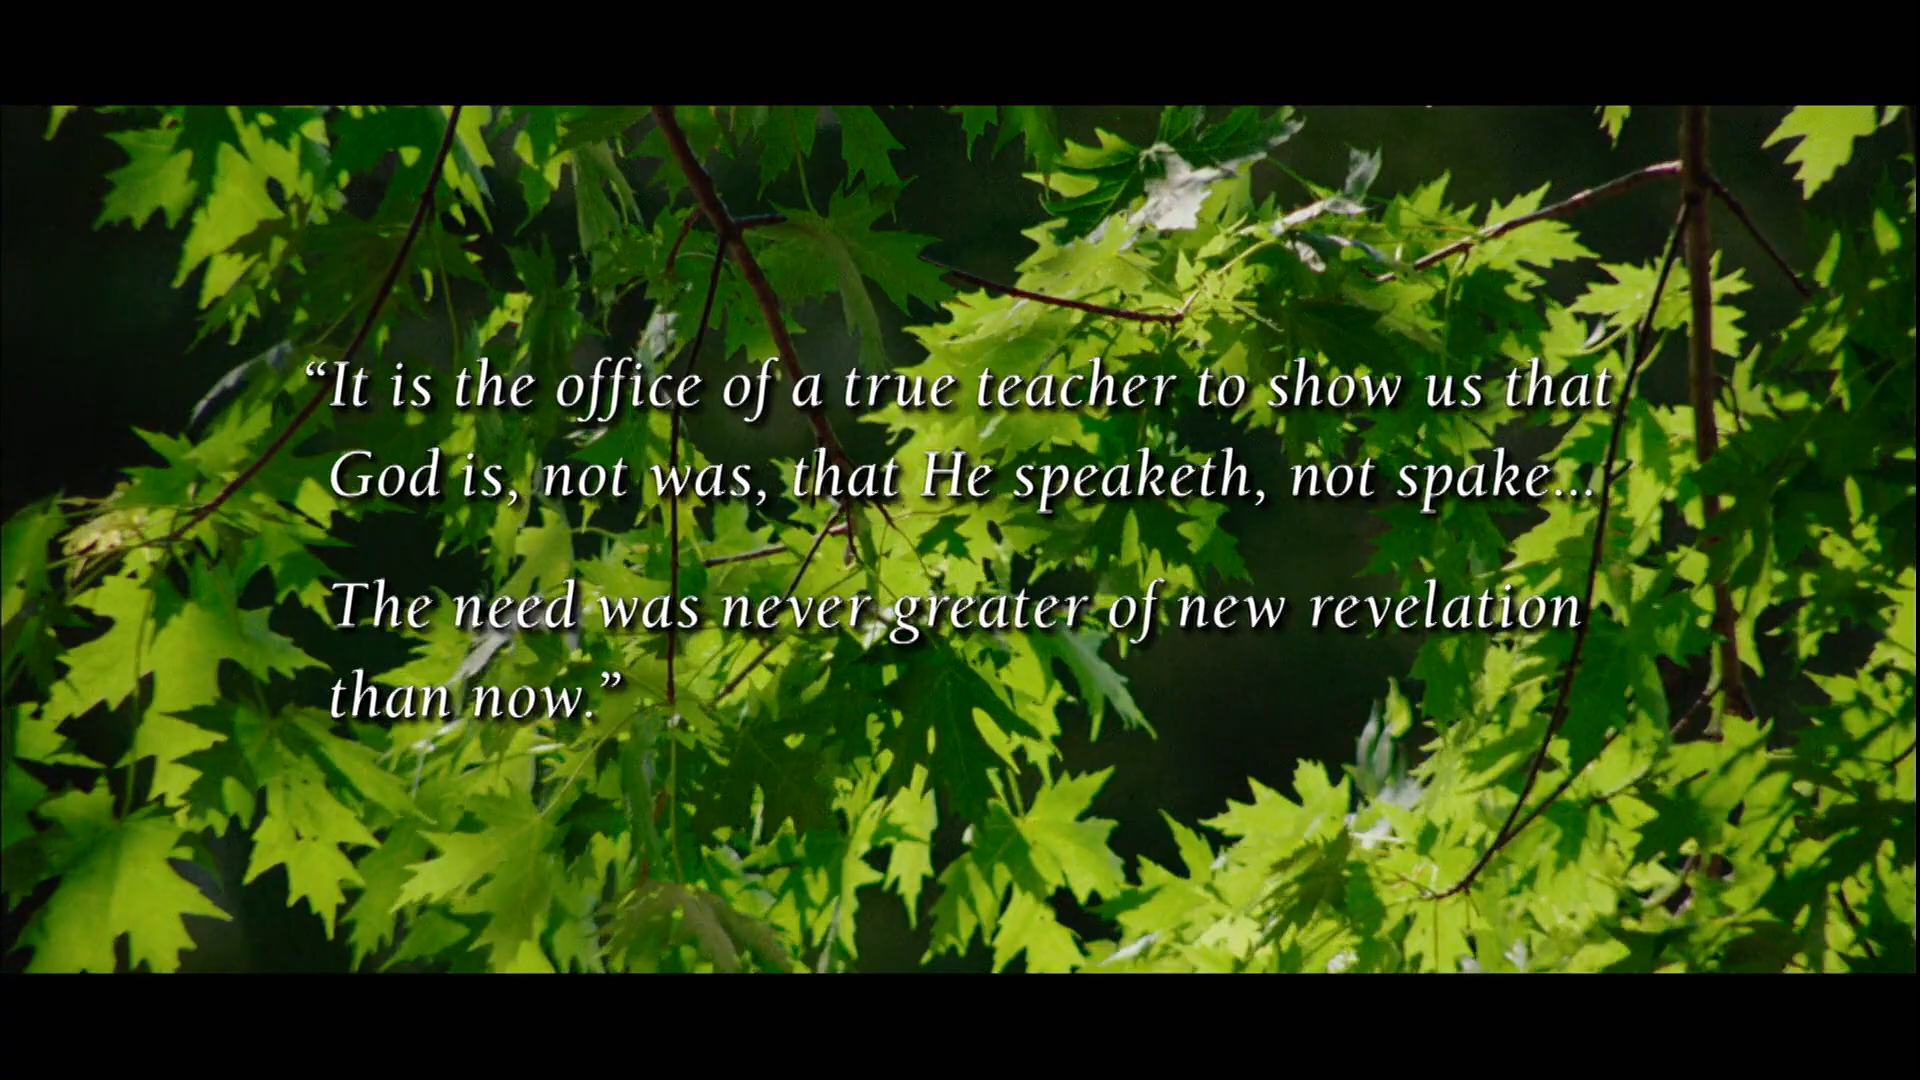 “It is the office of a true teacher to show us that
God is, not was, that He speaketh, not spake...
The need was never greater of new revelation
than now.”